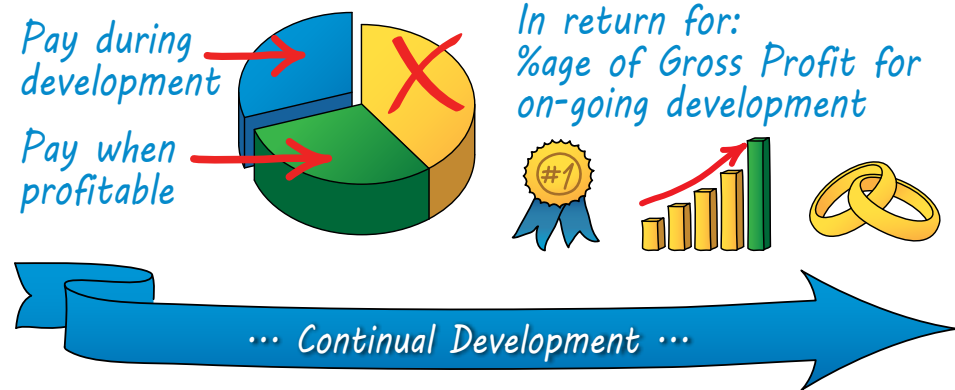 Pay during
development
Pay when
profitable
In return for:
%age of Gross Profit for
on-going development
#1
... Continual Development ...